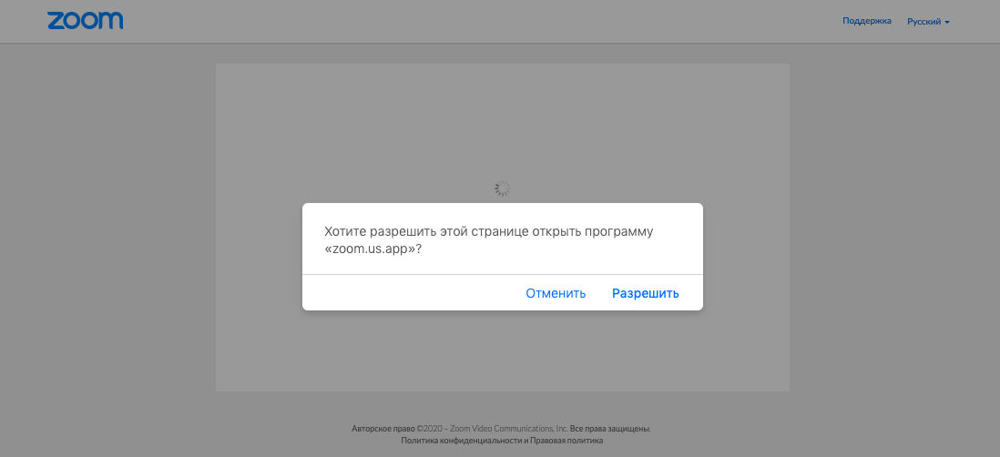 zoom
Поддержка
Русский
Хотите разрешить этой странице открыть программу
«zoom.us.app»?
Отменить
Разрешить
Авторское право ©2020 – Zoom Video Communications, Inc. Все права защищены.
Политика конфиденциальности и Правовая политика